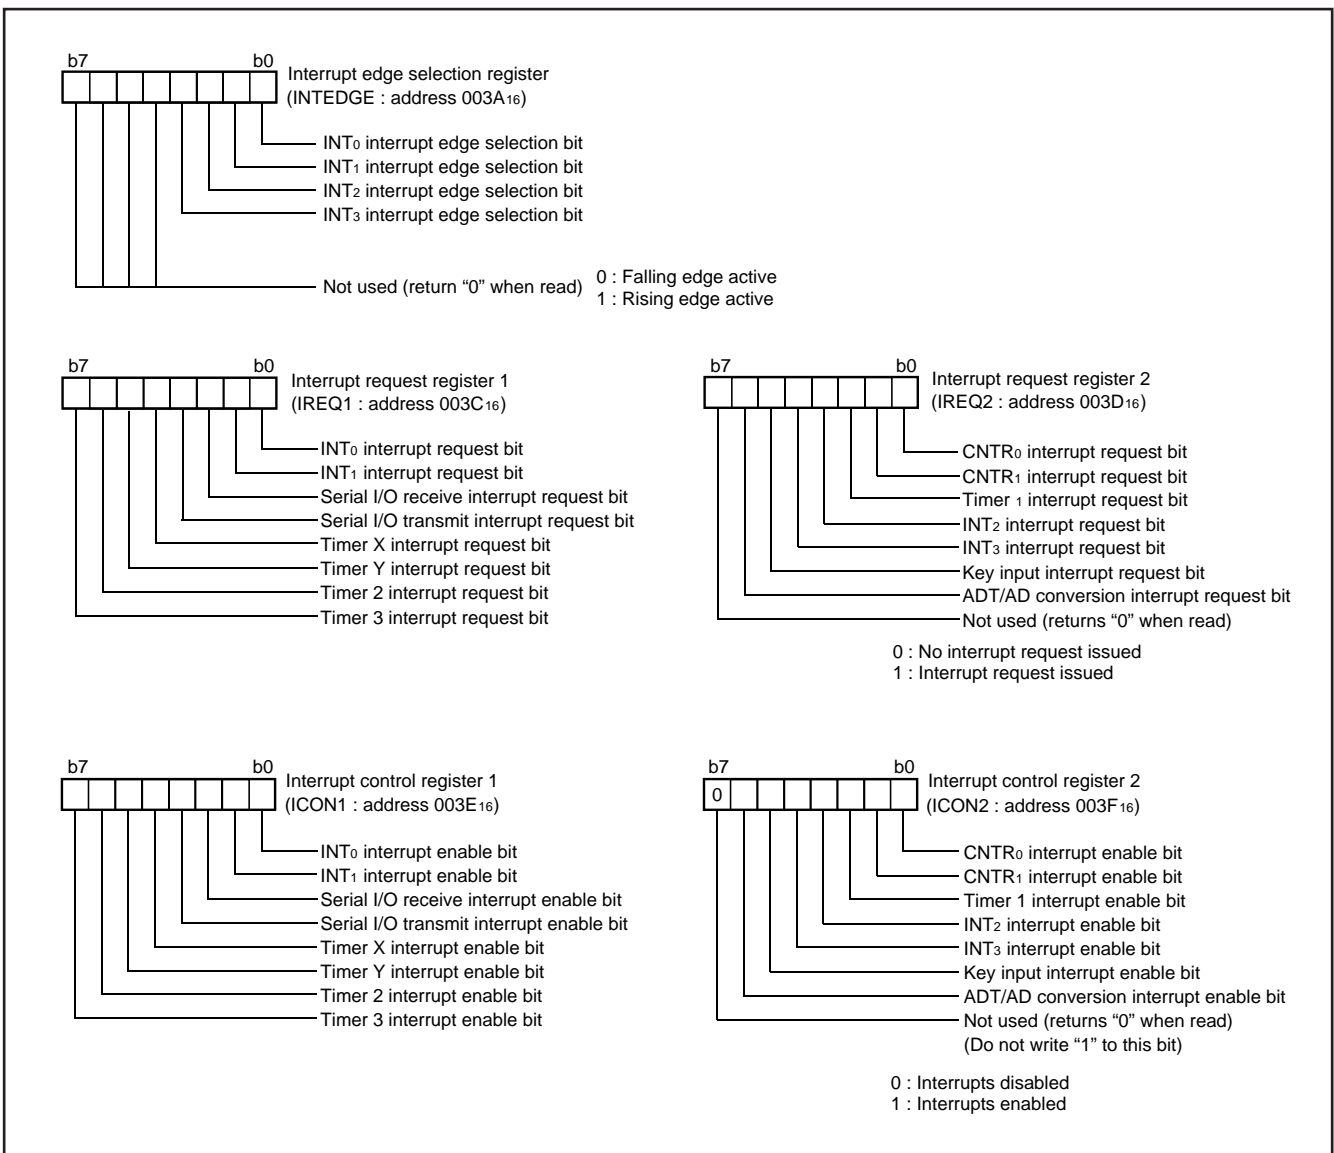 b7 b0
Interrupt edge selection register
(INTEDGE : address 003A16)
INT0 interrupt edge selection bit
INT1 interrupt edge selection bit
INT2 interrupt edge selection bit
INT3 interrupt edge selection bit
Not used (return “0” when read)
0 : Falling edge active
1 : Rising edge active
b7 b0
Interrupt request register 1
(IREQ1 : address 003C16)
INT0 interrupt request bit
INT1 interrupt request bit
Serial I/O receive interrupt request bit
Serial I/O transmit interrupt request bit
Timer X interrupt request bit
Timer Y interrupt request bit
Timer 2 interrupt request bit
Timer 3 interrupt request bit
b7 b0
Interrupt request register 2
(IREQ2 : address 003D16)
CNTR0 interrupt request bit
CNTR1 interrupt request bit
Timer 1 interrupt request bit
INT2 interrupt request bit
INT3 interrupt request bit
Key input interrupt request bit
ADT/AD conversion interrupt request bit
Not used (returns “0” when read)
0 : No interrupt request issued
1 : Interrupt request issued
b7 b0
Interrupt control register 1
(ICON1 : address 003E16)
INT0 interrupt enable bit
INT1 interrupt enable bit
Serial I/O receive interrupt enable bit
Serial I/O transmit interrupt enable bit
Timer X interrupt enable bit
Timer Y interrupt enable bit
Timer 2 interrupt enable bit
Timer 3 interrupt enable bit
b7 b0
0
Interrupt control register 2
(ICON2 : address 003F16)
CNTR0 interrupt enable bit
CNTR1 interrupt enable bit
Timer 1 interrupt enable bit
INT2 interrupt enable bit
INT3 interrupt enable bit
Key input interrupt enable bit
ADT/AD conversion interrupt enable bit
Not used (returns “0” when read)
(Do not write “1” to this bit)
0 : Interrupts disabled
1 : Interrupts enabled